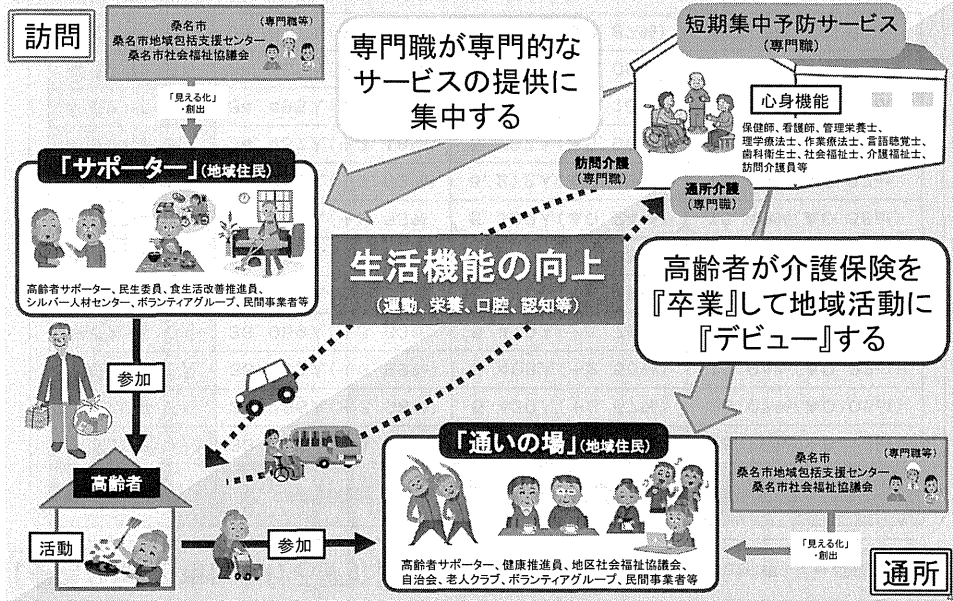 訪問
桑名市
(専門職等)
桑名市地域包括支援センター
桑名市社会福祉協議会
「見える化」
・創出
専門職が専門的な
サービスの提供に
集中する
短期集中予防サービス
(専門職)
心身機能
保健師、看護師、管理栄養士、
理学療法士、作業療法士、言語聴覚士、
歯科衛生士、社会福祉士、介護福祉士、
訪問介護員等
訪問介護
(専門職)
通所介護
(専門職)
「サポーター」(地域住民)
高齢者サポーター、民生委員、食生活改善推進員、
シルバー人材センター、ボランティアグループ、民間事業者等
生活機能の向上
(運動、栄養、口腔、認知等)
高齢者が介護保険を
『卒業』して地域活動に
『デビュー』する
参加
高齢者
活動
参加
「通いの場」(地域住民)
高齢者サポーター、健康推進員、地区社会福祉協議会、
自治会、老人クラブ、ボランティアグループ、民間事業者等
桑名市
(専門職等)
桑名市地域包括支援センター
桑名市社会福祉協議会
「見える化」
・創出
通所